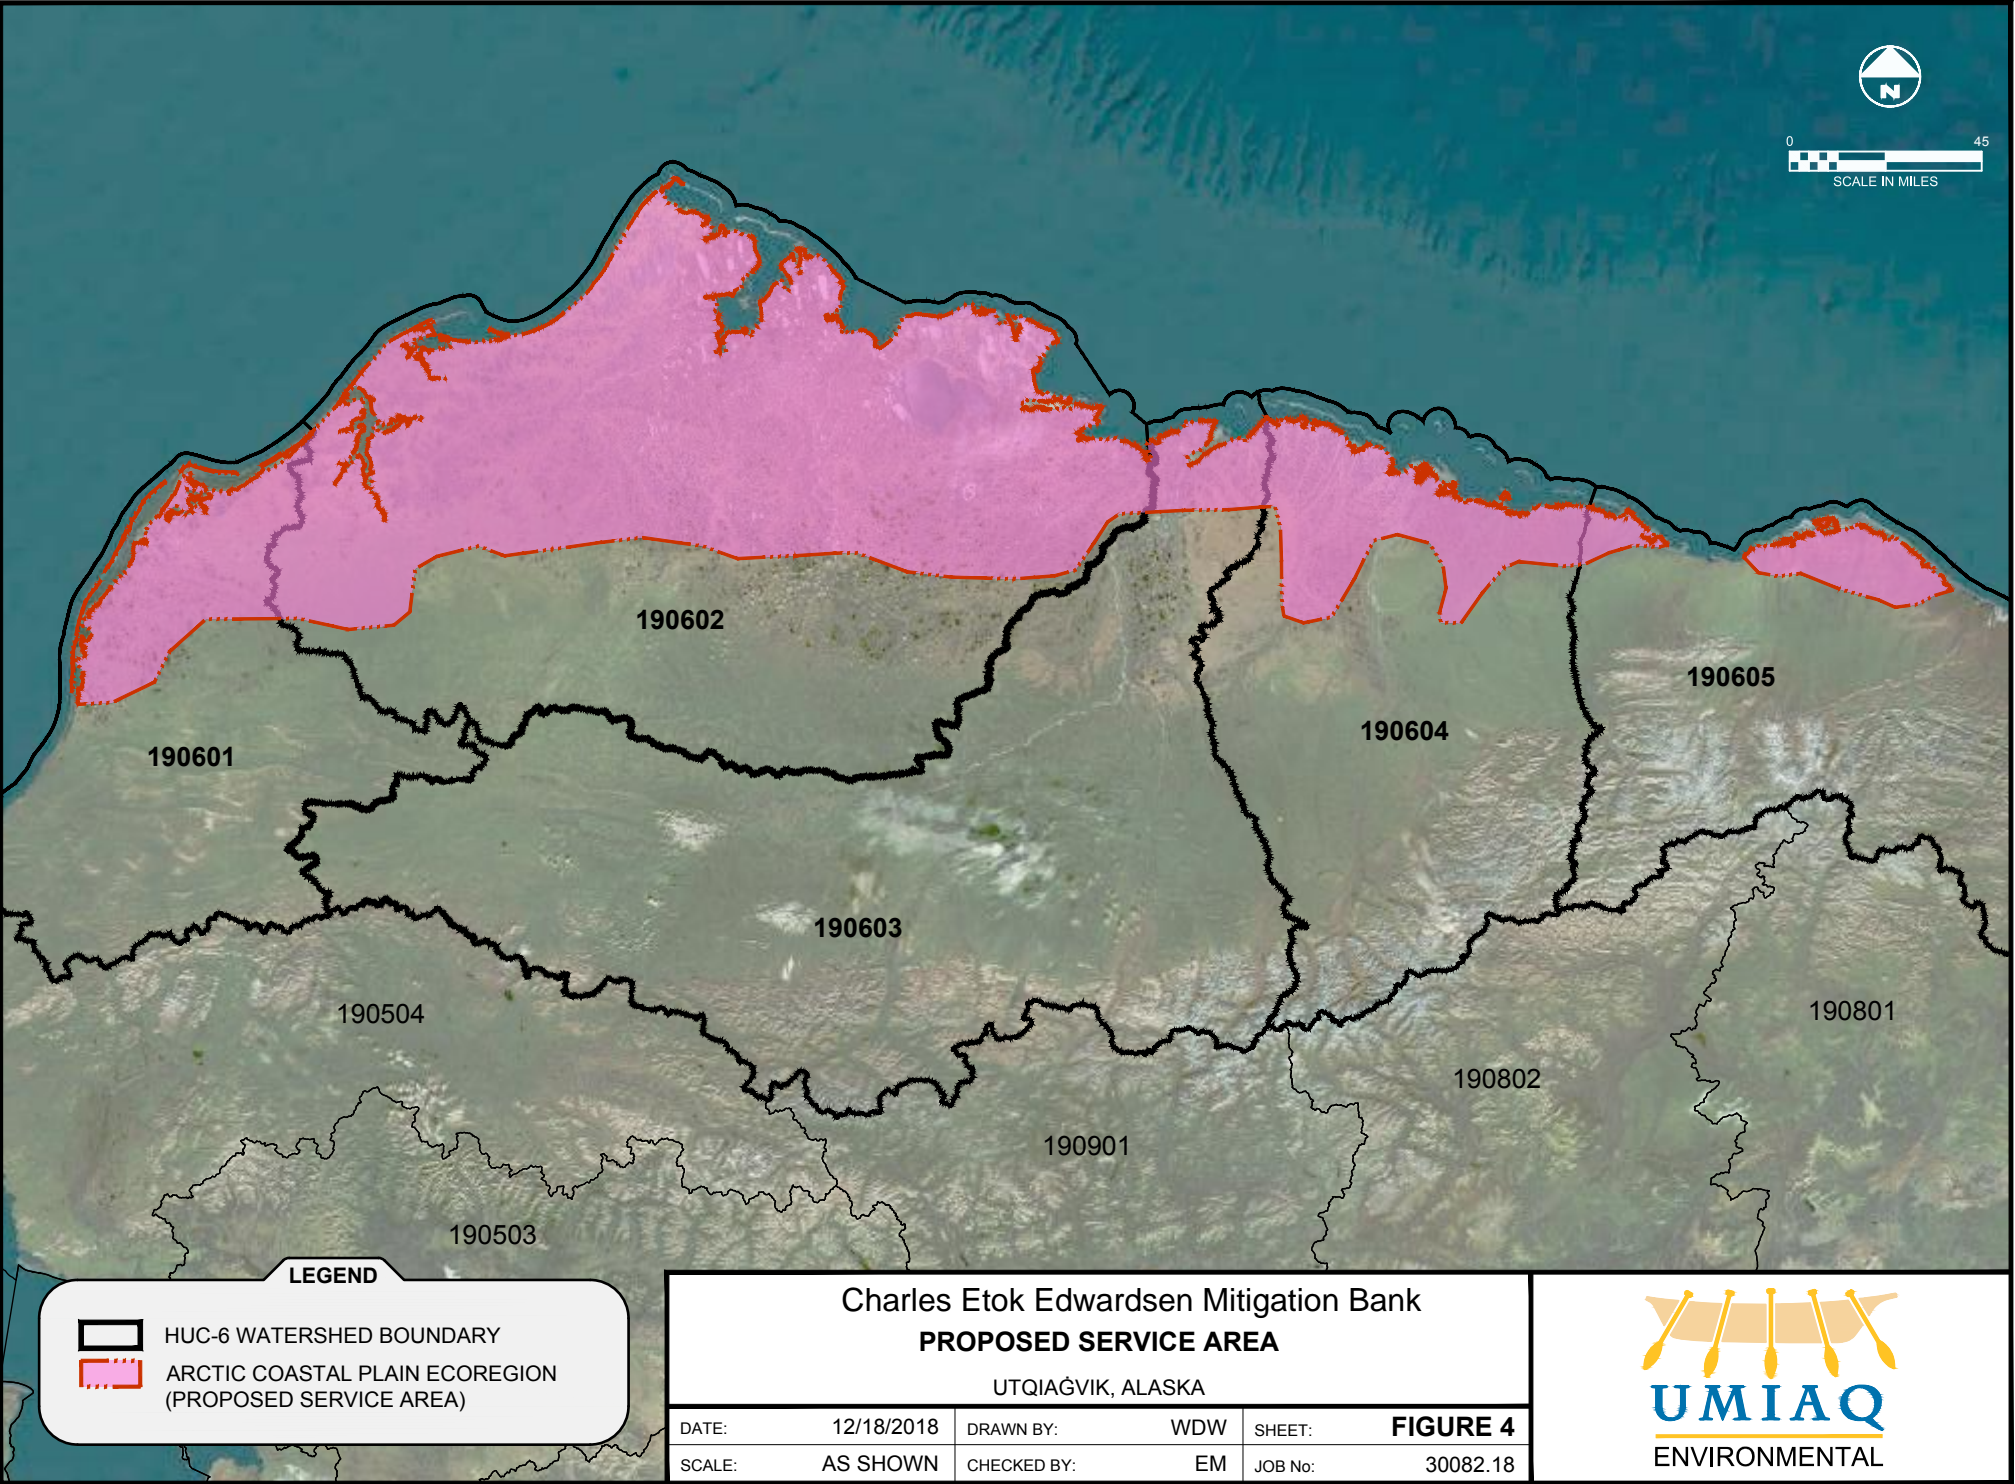 N
0 45
SCALE IN MILES
190602
190605
190604
190601
190603
190504
190801
190802
190901
190503
LEGEND
HUC-6 WATERSHED BOUNDARY
ARCTIC COASTAL PLAIN ECOREGION
(PROPOSED SERVICE AREA)
Charles Etok Edwardsen Mitigation Bank
PROPOSED SERVICE AREA
UTQIAĠVIK, ALASKA
DATE: 12/18/2018 DRAWN BY: WDW SHEET: FIGURE 4
SCALE: AS SHOWN CHECKED BY: EM JOB No: 30082.18
UMIAQ
ENVIRONMENTAL